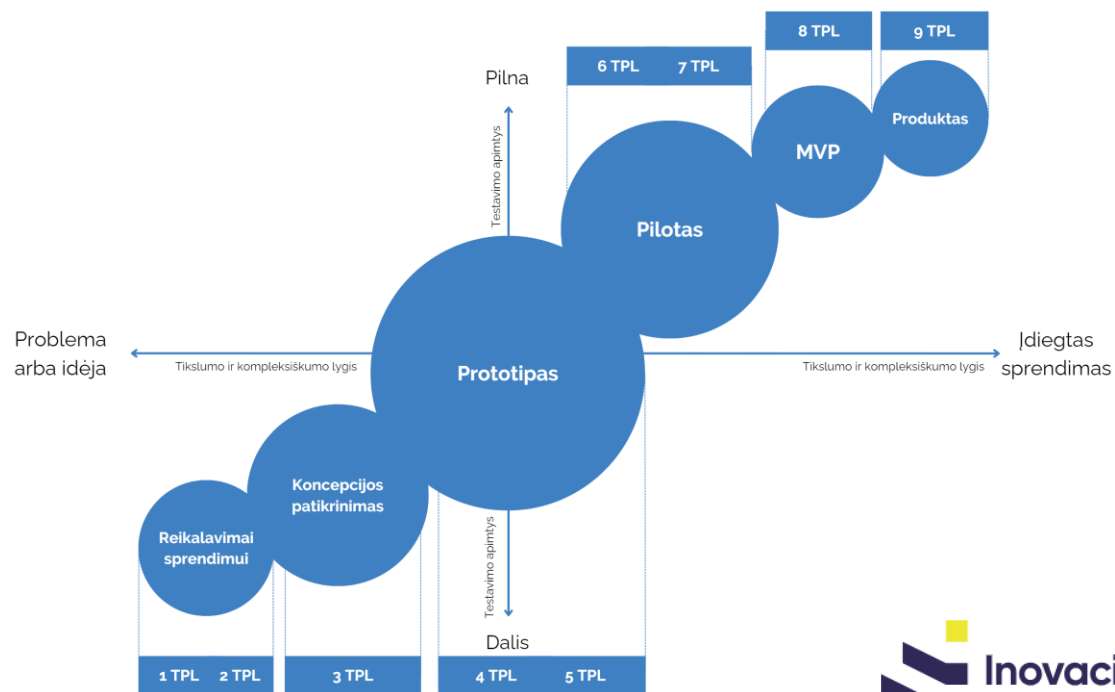 8 TPL
9 TPL
6 TPL
7 TPL
Pilna
Produktas
MVP
Testavimo apimtys
Pilotas
Problema
arba idėja
Tikslumo ir kompleksiškumo lygis
Prototipas
Tikslumo ir kompleksiškumo lygis
Įdiegtas
sprendimas
Koncepcijos
patikrinimas
Reikalavimai
sprendimui
Testavimo apimtys
Dalis
1 TPL
2 TPL
3 TPL
4 TPL
5 TPL
Inovaci